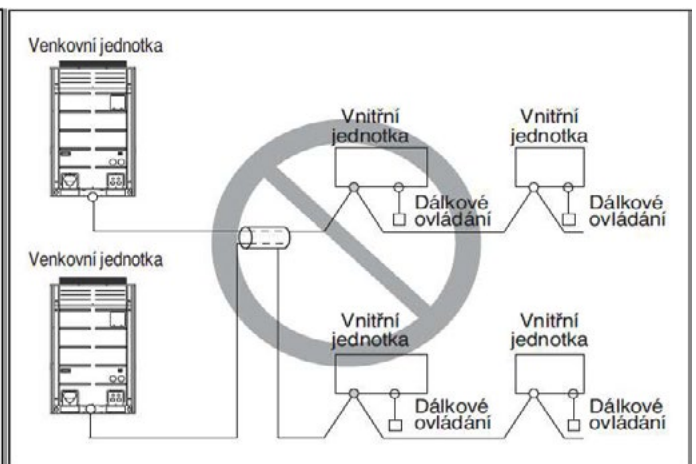 Venkovní jednotka
Vnitřní
jednotka
Vnitřní
jednotka
Dálkové
ovládání
Dálkové
ovládání
Venkovní jednotka
Vnitřní
jednotka
Vnitřní
jednotka
Dálkové
ovládání
Dálkové
ovládání